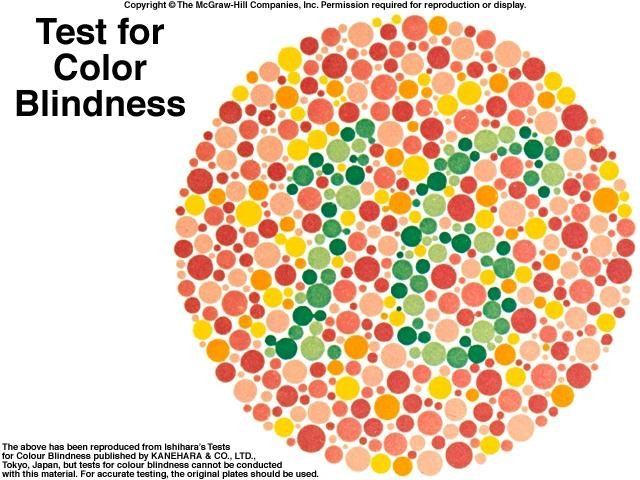 Copyright © The McGraw-Hill Companies, Inc. Permission required for reproduction or display.
Test for
Color
Blindness
16
The above has been reproduced from Ishihara's Tests
for Colour Blindness published by KANEHARA & CO., LTD.,
Tokyo, Japan, but tests for colour blindness cannot be conducted
with this material. For accurate testing, the original plates should be used.